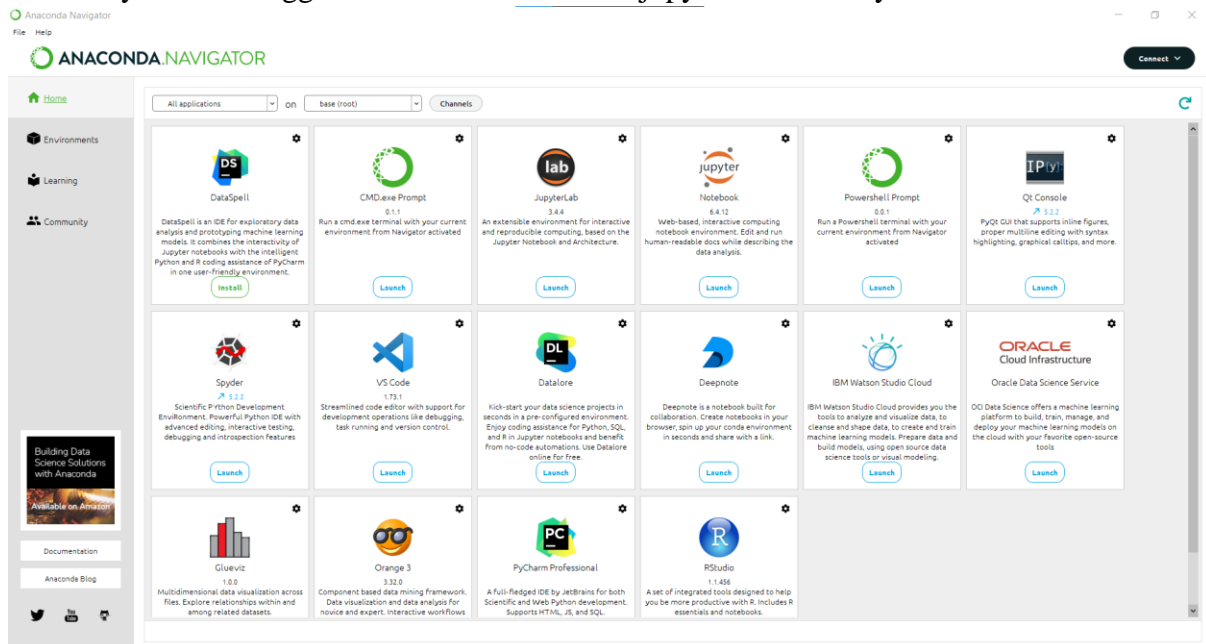 Anaconda Navigator
File Help
ANACONDA.NAVIGATOR
Connect
Home
Environments
Learning
Community
All applications on base (root) Channels
DS
DataSpell
DataSpell is an IDE for exploratory data
analysis and prototyping machine learning
models. It combines the interactivity of
Jupyter notebooks with the intelligent
Python and R coding assistance of PyCharm
in one user-friendly environment.
Install
CMD.exe Prompt
0.1.1
Run a cmd.exe terminal with your current
environment from Navigator activated
Launch
lab
JupyterLab
3.4.4
An extensible environment for interactive
and reproducible computing, based on the
Jupyter Notebook and Architecture.
Launch
jupyter
Notebook
6.4.12
Web-based, interactive computing
notebook environment. Edit and run
human-readable docs while describing the
data analysis.
Launch
Powershell Prompt
0.0.1
Run a Powershell terminal with your
current environment from Navigator
activated
Launch
IP[y]:
Qt Console
5.2.2
PyQt GUI that supports inline figures,
proper multiline editing with syntax
highlighting, graphical calltips, and more.
Launch
Spyder
5.2.2
Scientific Python Development
EnviRonment. Powerful Python IDE with
advanced editing, interactive testing,
debugging and introspection features
Launch
VS Code
1.73.1
Streamlined code editor with support for
development operations like debugging,
task running and version control.
Launch
DL
Datalore
Kick-start your data science projects in
seconds in a pre-configured environment.
Enjoy coding assistance for Python, SQL,
and R in Jupyter notebooks and benefit
from no-code automations. Use Datalore
online for free.
Launch
Deepnote
Deepnote is a notebook built for
collaboration. Create notebooks in your
browser, spin up your conda environment
in seconds and share with a link.
Launch
IBM Watson Studio Cloud
IBM Watson Studio Cloud provides you the
tools to analyze and visualize data, to
cleanse and shape data, to create and train
machine learning models. Prepare data and
build models, using open source data
science tools or visual modeling.
Launch
ORACLE
Cloud Infrastructure
Oracle Data Science Service
OCI Data Science offers a machine learning
platform to build, train, manage, and
deploy your machine learning models on
the cloud with your favorite open-source
tools
Launch
Glueviz
1.0.0
Multidimensional data visualization across
files. Explore relationships within and
among related datasets.
Orange 3
3.32.0
Component based data mining framework.
Data visualization and data analysis for
novice and expert. Interactive workflows
PC
PyCharm Professional
A full-fledged IDE by JetBrains for both
Scientific and Web Python development.
Supports HTML, JS, and SQL.
R
RStudio
1.1.456
A set of integrated tools designed to help
you be more productive with R. Includes R
essentials and notebooks.
Building Data
Science Solutions
with Anaconda
Available on Amazon
Documentation
Anaconda Blog
You
Tube